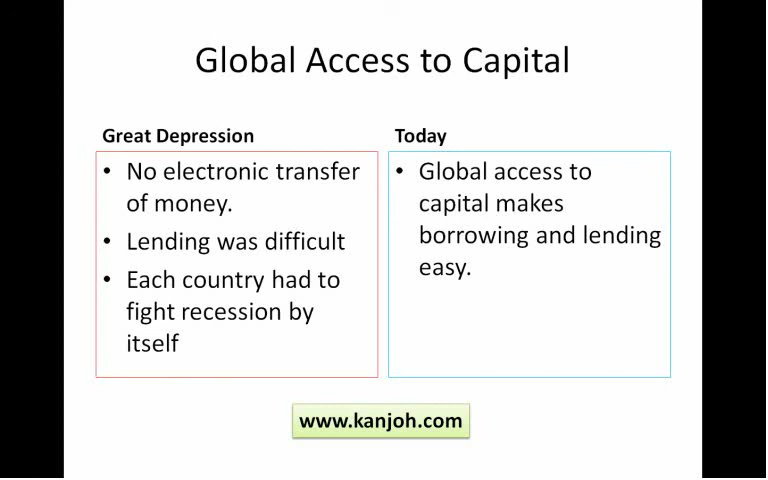 Global Access to Capital
Great Depression
• No electronic transfer
of money.
• Lending was difficult
• Each country had to
fight recession by
itself
Today
• Global access to
capital makes
borrowing and lending
easy.
www.kanjoh.com